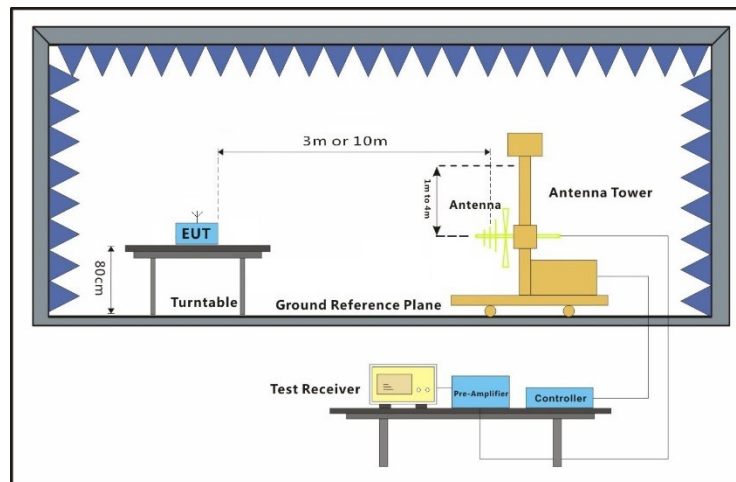 3m or 10m
1m to 4m
Antenna
Antenna Tower
EUT
80cm
Turntable
Ground Reference Plane
Test Receiver
Pre-Amplifier
Controller